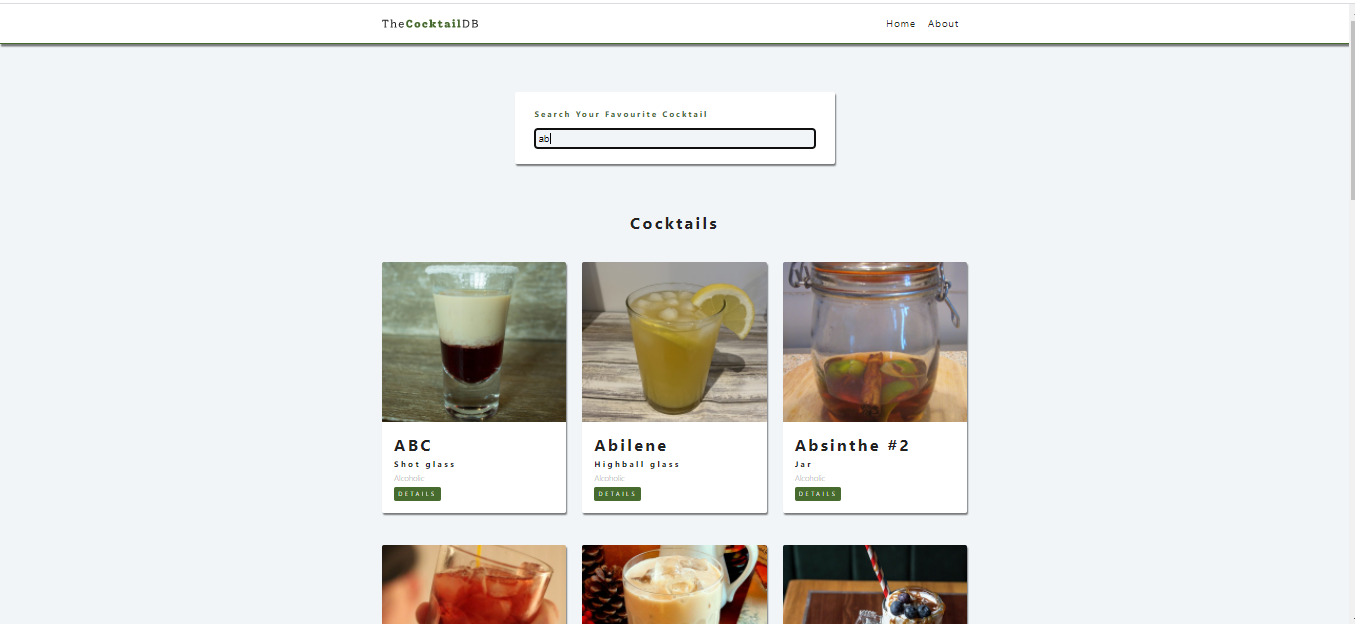 TheCocktailDB
Home About
Search Your Favourite Cocktail
ab
Cocktails
ABC
Shot glass
Alcoholic
DETAILS
Abilene
Highball glass
Alcoholic
DETAILS
Absinthe #2
Jar
Alcoholic
DETAILS